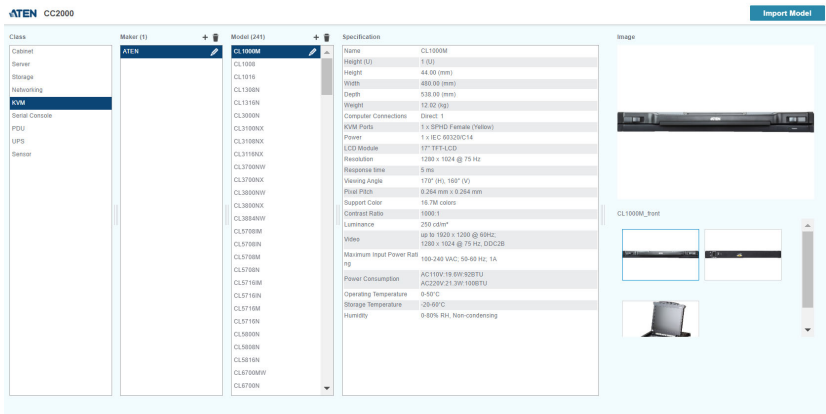 ATEN CC2000
Import Model
Class
Cabinet
Server
Storage
Networking
KVM
Serial Console
PDU
UPS
Sensor
Maker (1)
ATEN
Model (241)
CL1000M
CL1008
CL1016
CL1308N
CL1316N
CL3000N
CL3100NX
CL3108NX
CL3116NX
CL3700NW
CL3700NX
CL3800NW
CL3800NX
CL3884NW
CL5708IM
CL5708IN
CL5708M
CL5708N
CL5716IM
CL5716IN
CL5716M
CL5716N
CL5800N
CL5808N
CL5816N
CL6700MW
CL6700N
Specification
Name CL1000M
Height (U) 1 (U)
Height 44.00 (mm)
Width 480.00 (mm)
Depth 538.00 (mm)
Weight 12.02 (kg)
Computer Connections Direct: 1
KVM Ports 1 x SPHD Female (Yellow)
Power 1 x IEC 60320/C14
LCD Module 17" TFT-LCD
Resolution 1280 x 1024 @ 75 Hz
Response time 5 ms
Viewing Angle 170° (H), 160° (V)
Pixel Pitch 0.264 mm x 0.264 mm
Support Color 16.7M colors
Contrast Ratio 1000:1
Luminance 250 cd/m²
Video up to 1920 x 1200 @ 60Hz;
1280 x 1024 @ 75 Hz, DDC2B
Maximum Input Power Rati
ng 100-240 VAC; 50-60 Hz; 1A
Power Consumption AC110V:19.6W:92BTU
AC220V:21.3W:100BTU
Operating Temperature 0-50°C
Storage Temperature -20-60°C
Humidity 0-80% RH, Non-condensing
Image
CL1000M_front